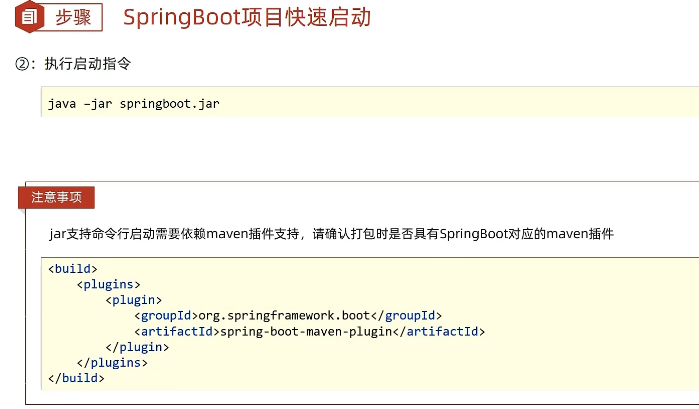 步骤
SpringBoot项目快速启动
②：执行启动指令
java –jar springboot.jar
注意事项
jar支持命令行启动需要依赖maven插件支持，请确认打包时是否具有SpringBoot对应的maven插件
<build>
    <plugins>
        <plugin>
            <groupId>org.springframework.boot</groupId>
            <artifactId>spring-boot-maven-plugin</artifactId>
        </plugin>
    </plugins>
</build>